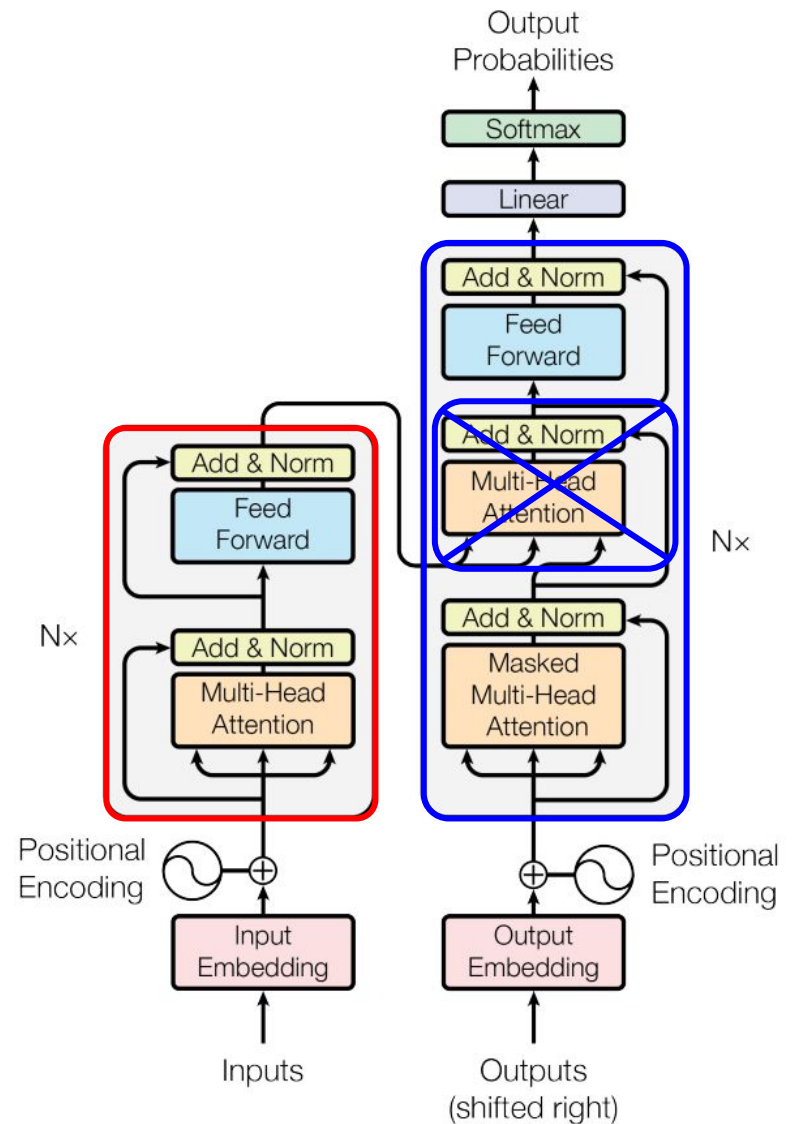 Output
Probabilities
Softmax
Linear
Add & Norm
Feed
Forward
Add & Norm
Multi-Head
Attention
Nx
Add & Norm
Masked
Multi-Head
Attention
Add & Norm
Feed
Forward
Nx
Add & Norm
Multi-Head
Attention
Positional
Encoding
Positional
Encoding
Input
Embedding
Output
Embedding
Inputs
Outputs
(shifted right)